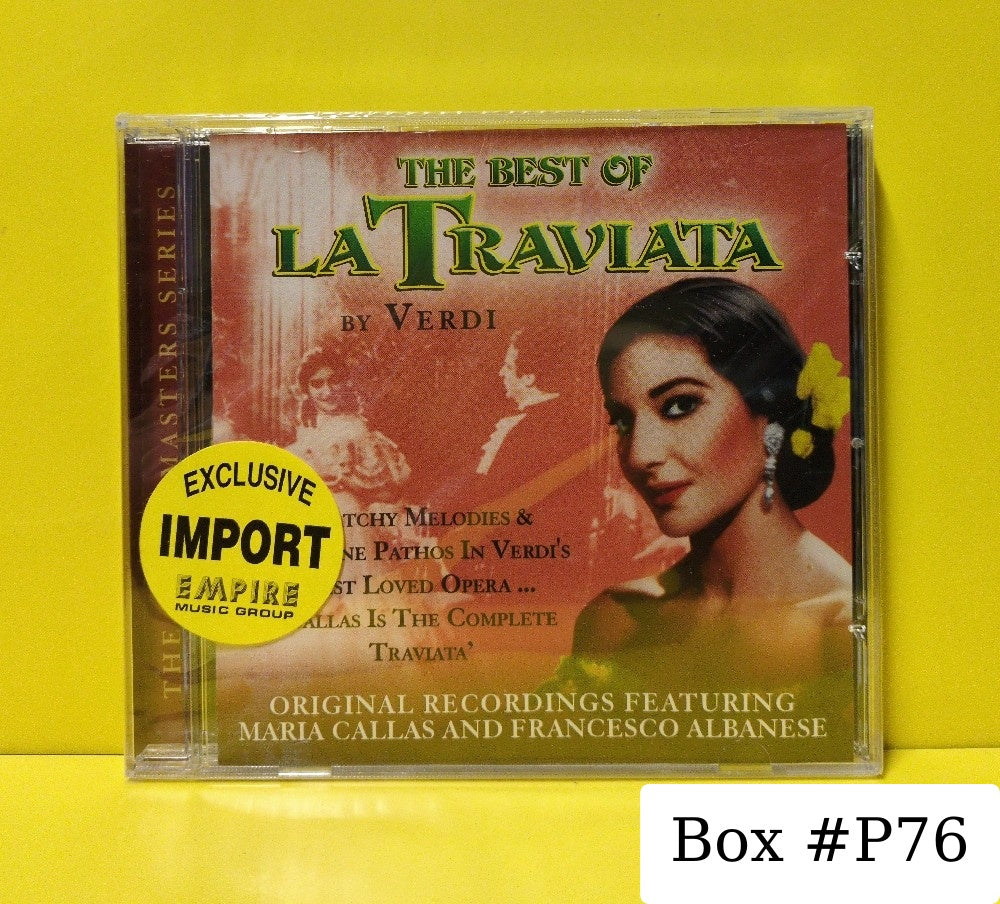 THE BEST OF
LA TRAVIATA
BY VERDI
THE
MASTERS SERIES
EXCLUSIVE
IMPORT
EMPIRE
MUSIC GROUP
MELODIES &
PATHOS IN VERDI'S
LOVED OPERA ...
IS THE COMPLETE
TRAVIATA’
ORIGINAL RECORDINGS FEATURING
MARIA CALLAS AND FRANCESCO ALBANESE
Box #P76